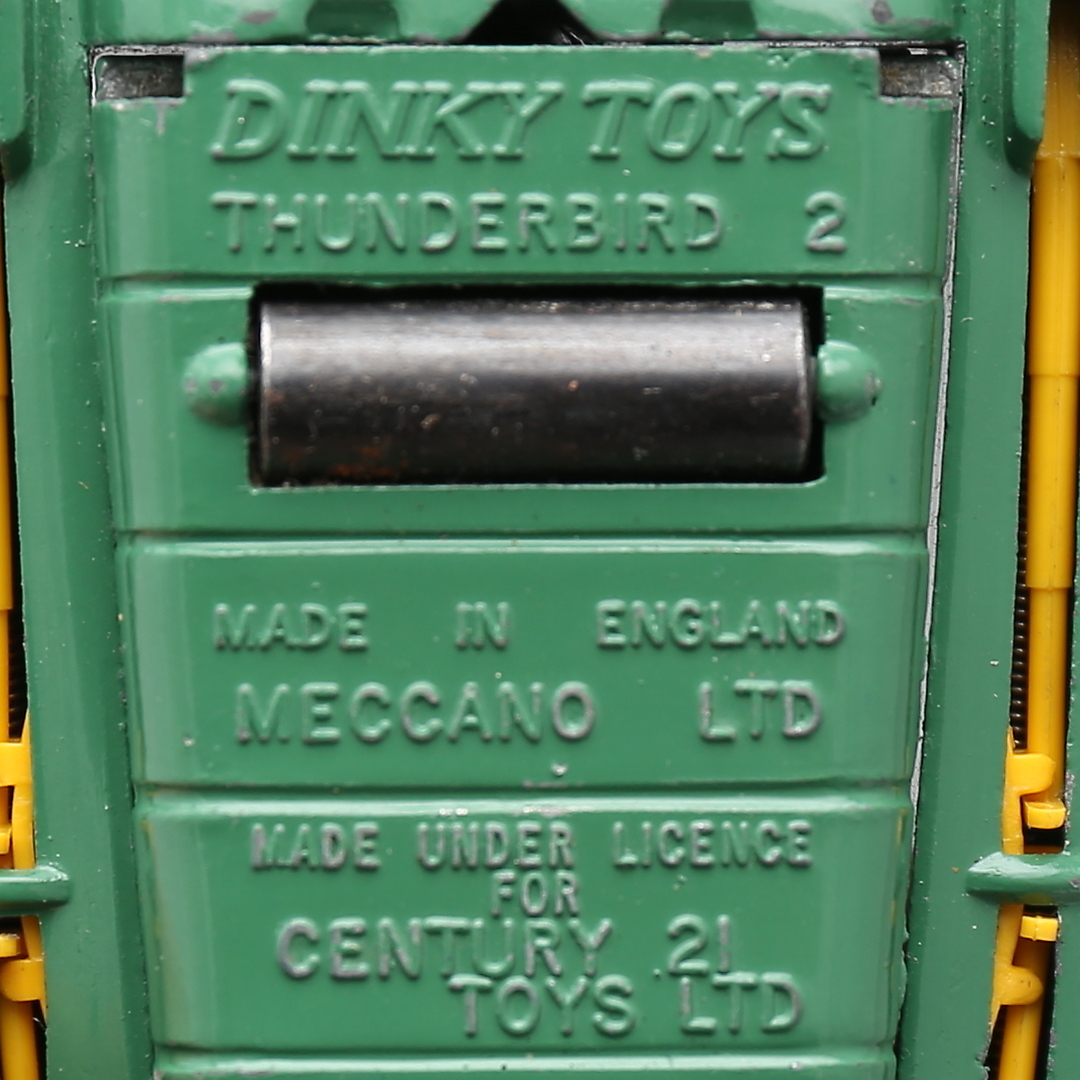 DINKY TOYS
THUNDERBIRD 2
MADE IN ENGLAND
MECCANO LTD
MADE UNDER LICENCE
FOR
CENTURY 21
TOYS LTD